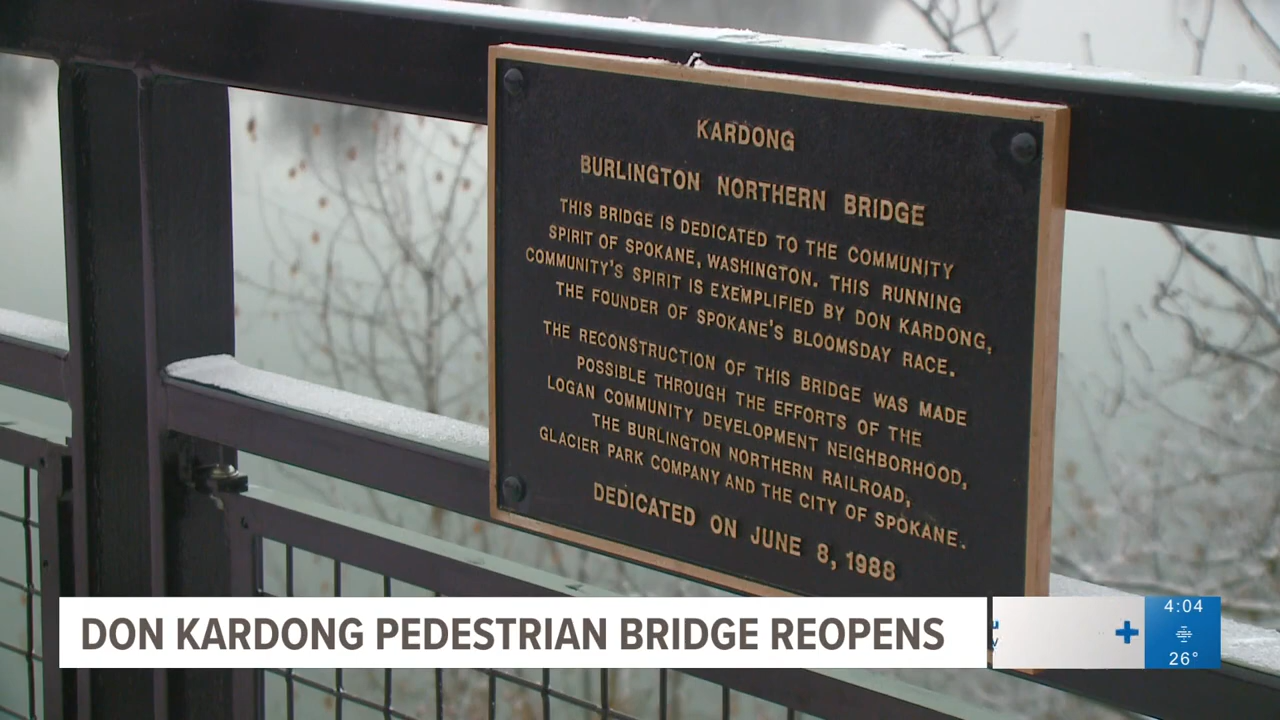 KARDONG
BURLINGTON NORTHERN BRIDGE
THIS BRIDGE IS DEDICATED TO THE COMMUNITY
SPIRIT OF SPOKANE, WASHINGTON. THIS RUNNING
COMMUNITY'S SPIRIT IS EXEMPLIFIED BY DON KARDONG,
THE FOUNDER OF SPOKANE'S BLOOMSDAY RACE.
THE RECONSTRUCTION OF THIS BRIDGE WAS MADE
POSSIBLE THROUGH THE EFFORTS OF THE
LOGAN COMMUNITY DEVELOPMENT NEIGHBORHOOD,
THE BURLINGTON NORTHERN RAILROAD,
GLACIER PARK COMPANY AND THE CITY OF SPOKANE.
DEDICATED ON JUNE 8, 1988
DON KARDONG PEDESTRIAN BRIDGE REOPENS
+
4:04
26°